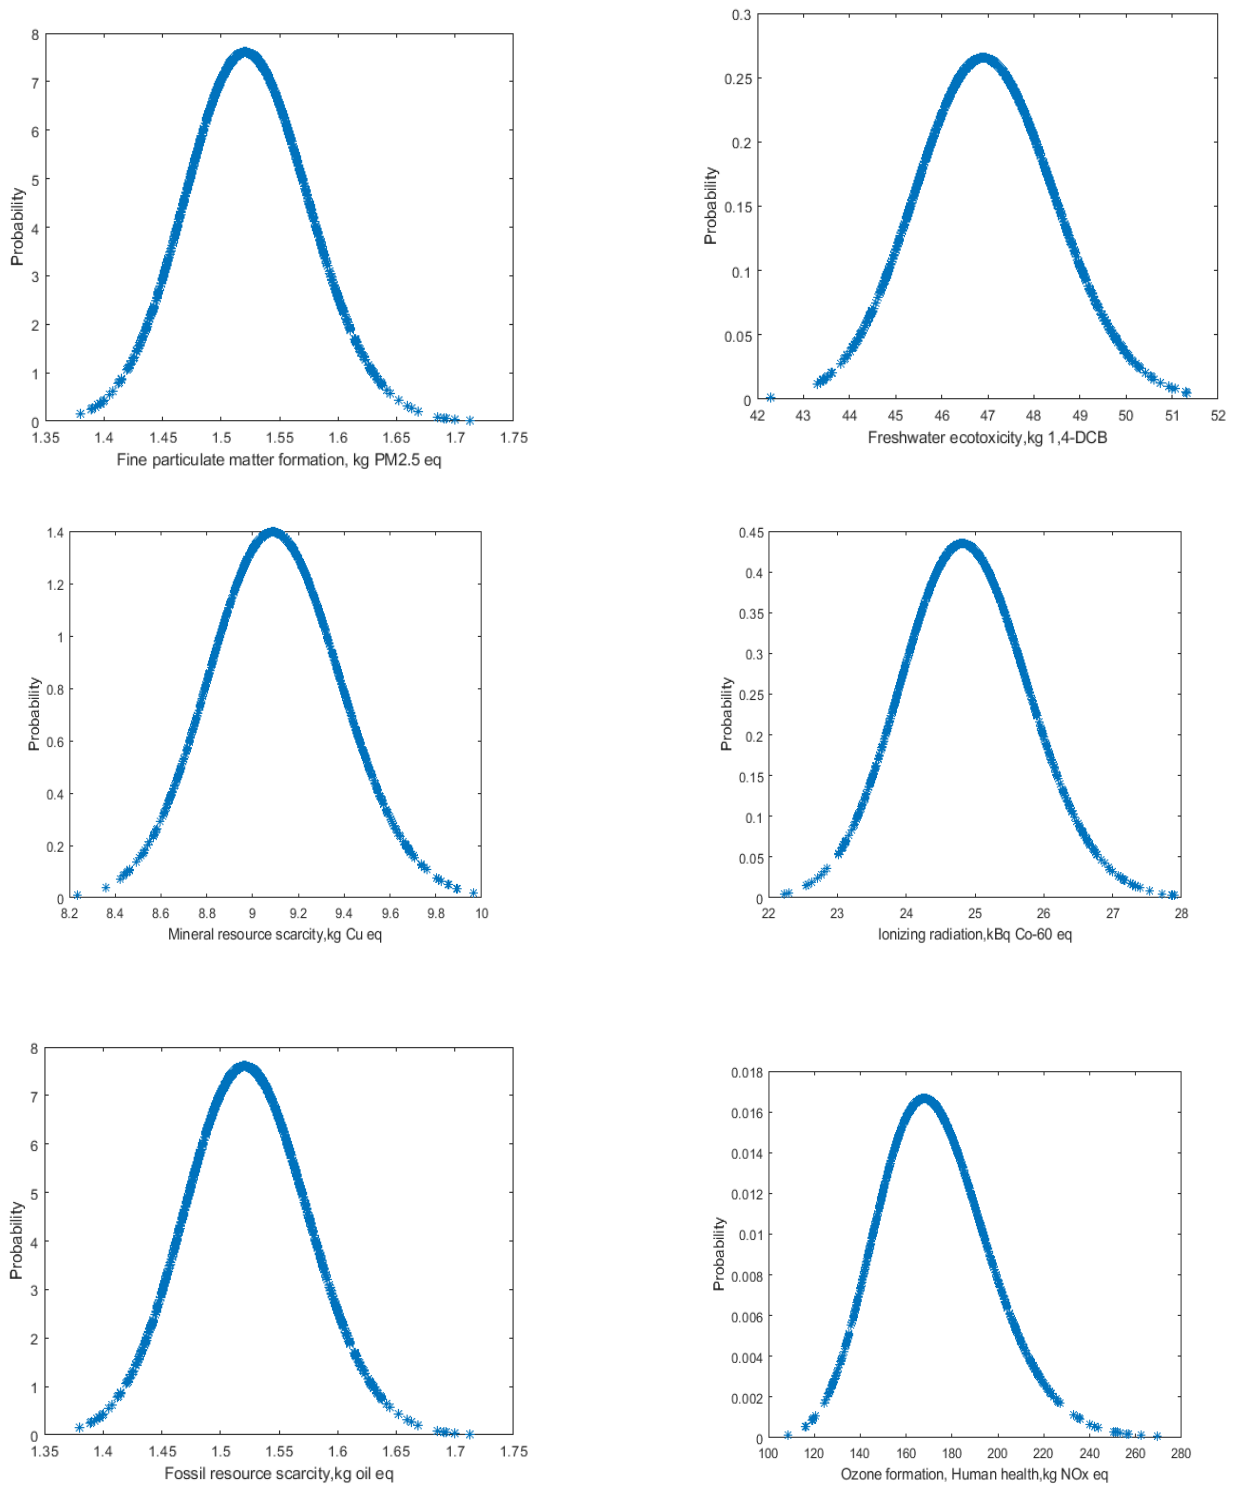 8
7
6
5
4
3
2
1
0
Probability
1.35 1.4 1.45 1.5 1.55 1.6 1.65 1.7 1.75
Fine particulate matter formation, kg PM2.5 eq
0.3
0.25
0.2
0.15
0.1
0.05
0
Probability
42 43 44 45 46 47 48 49 50 51 52
Freshwater ecotoxicity,kg 1,4-DCB
1.4
1.2
1
0.8
0.6
0.4
0.2
0
Probability
8.2 8.4 8.6 8.8 9 9.2 9.4 9.6 9.8 10
Mineral resource scarcity,kg Cu eq
0.45
0.4
0.35
0.3
0.25
0.2
0.15
0.1
0.05
0
Probability
22 23 24 25 26 27 28
Ionizing radiation,kBq Co-60 eq
8
7
6
5
4
3
2
1
0
Probability
1.35 1.4 1.45 1.5 1.55 1.6 1.65 1.7 1.75
Fossil resource scarcity,kg oil eq
0.018
0.016
0.014
0.012
0.01
0.008
0.006
0.004
0.002
0
Probability
100 120 140 160 180 200 220 240 260 280
Ozone formation, Human health,kg NOx eq